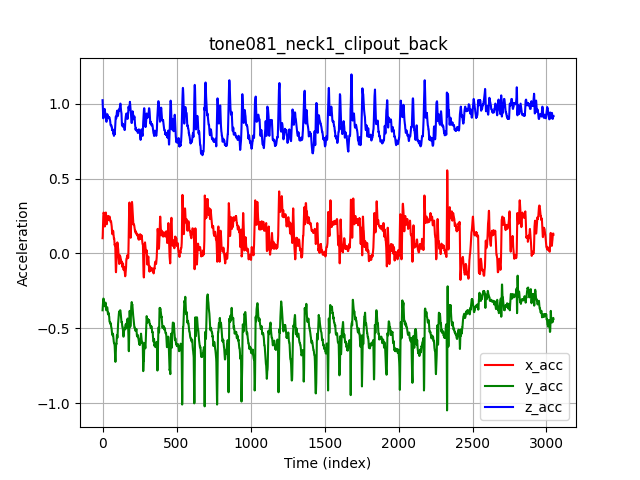 tone081_neck1_clipout_back
1.0
0.5
0.0
−0.5
−1.0
Acceleration
0 500 1000 1500 2000 2500 3000
Time (index)
x_acc
y_acc
z_acc